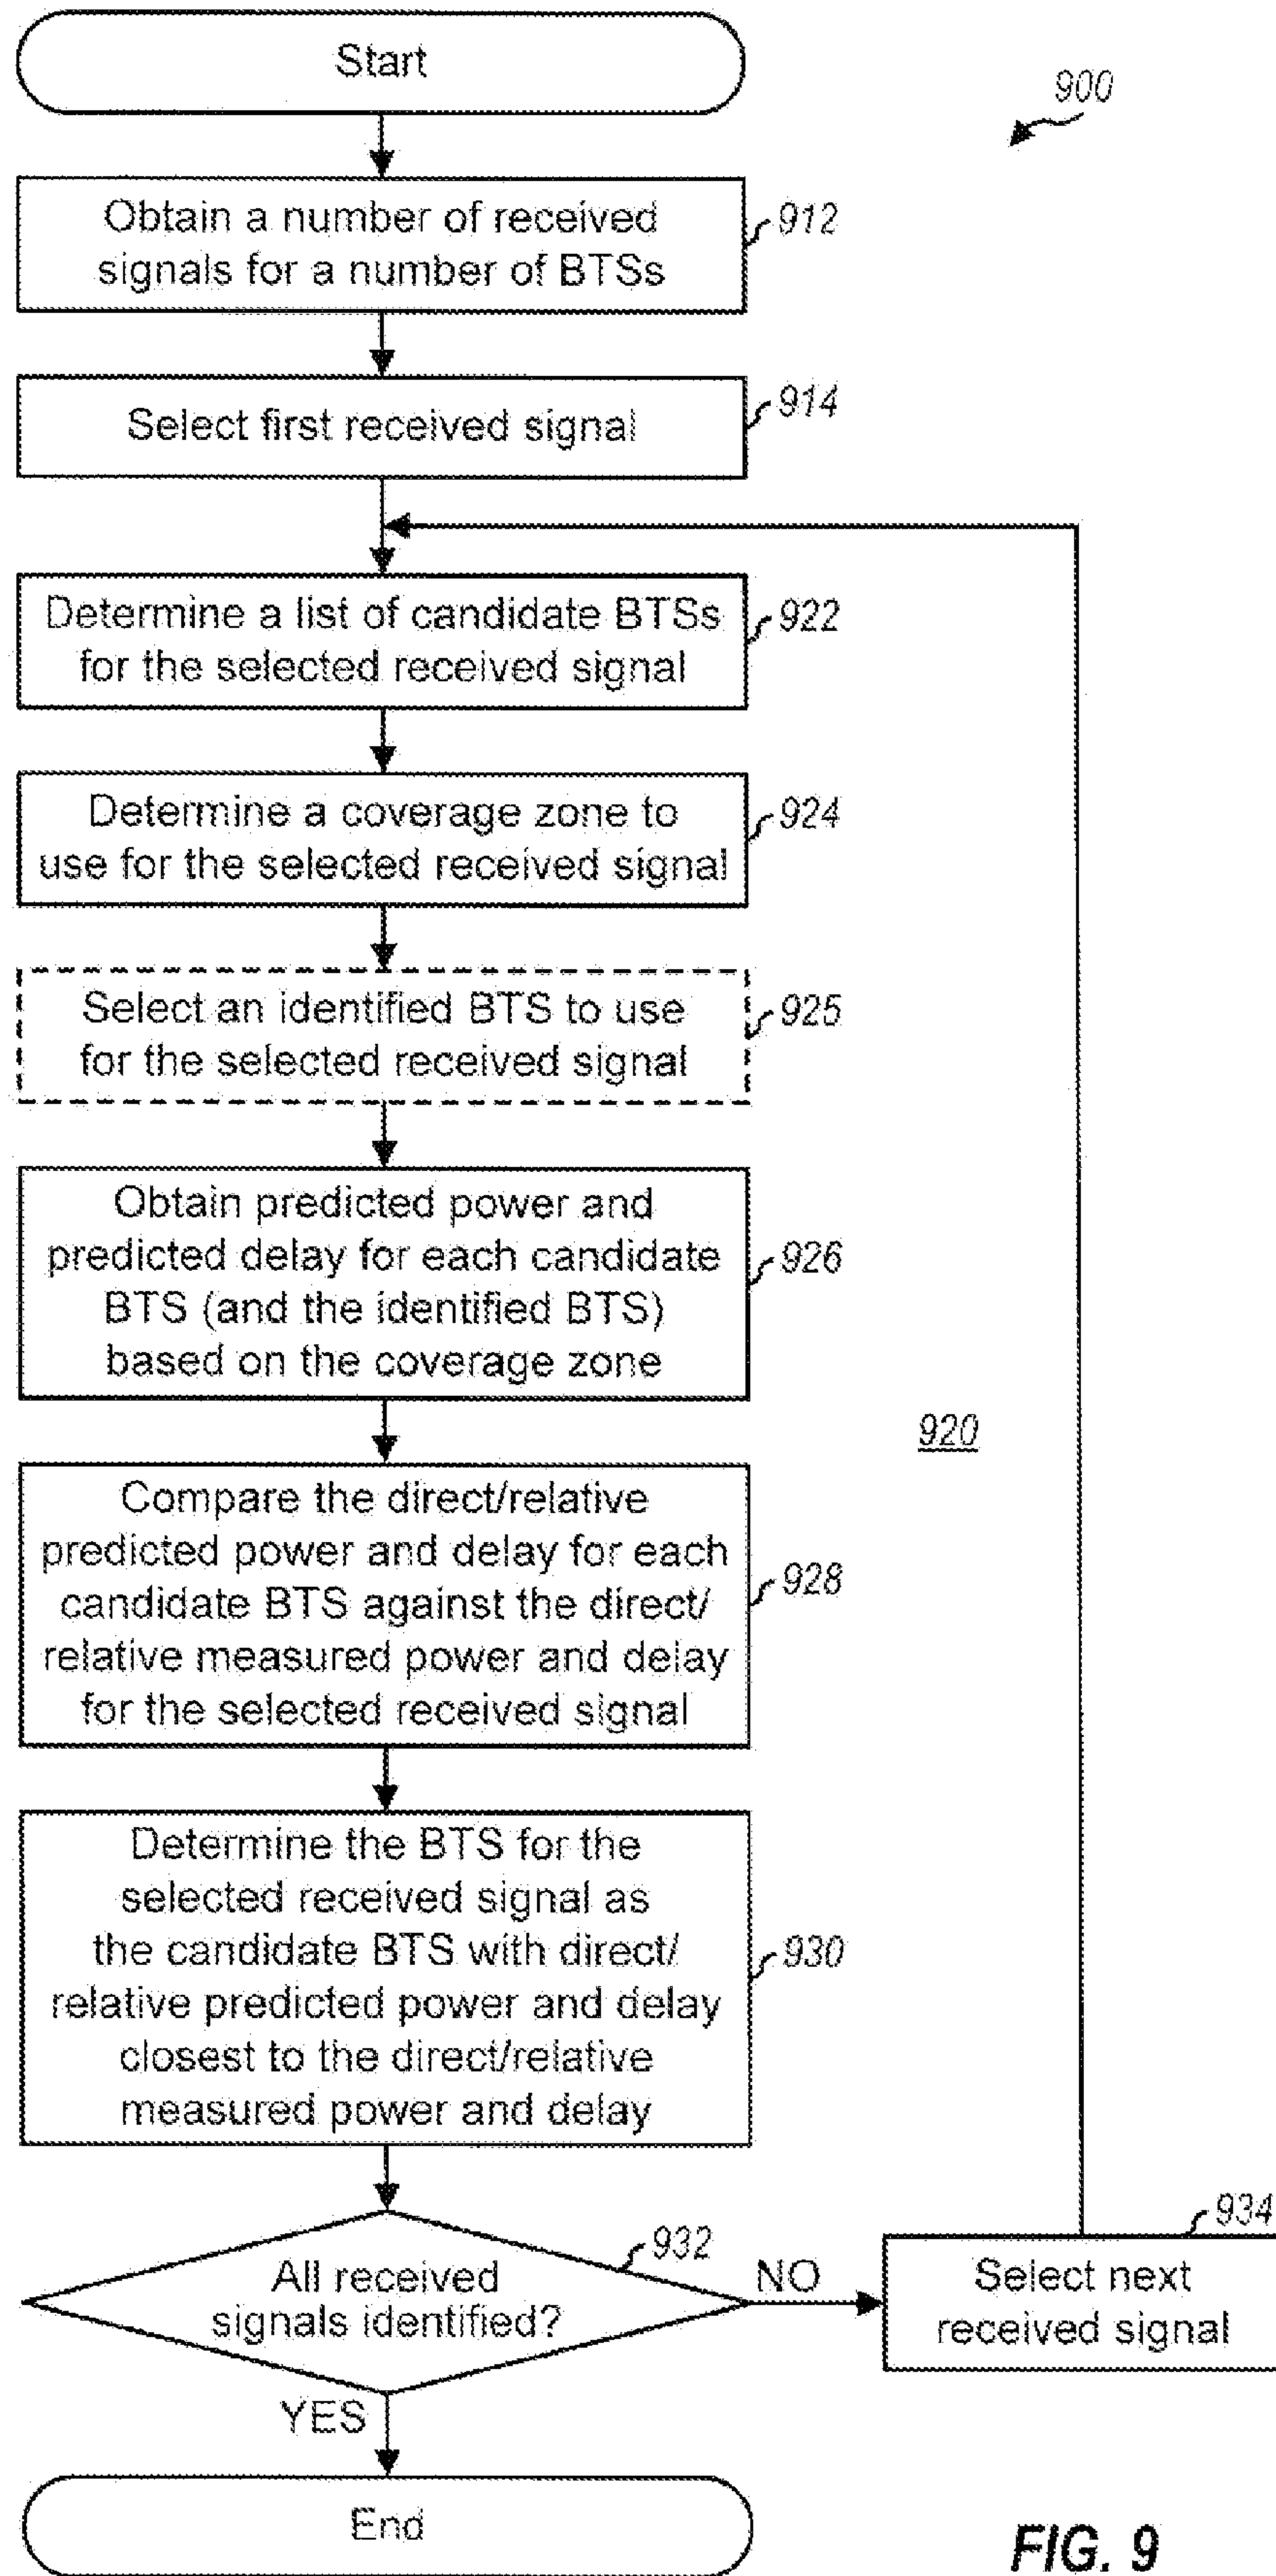 Start
900
Obtain a number of received
signals for a number of BTSs
912
Select first received signal
914
Determine a list of candidate BTSs
for the selected received signal
922
Determine a coverage zone to
use for the selected received signal
924
Select an identified BTS to use
for the selected received signal
925
Obtain predicted power and
predicted delay for each candidate
BTS (and the identified BTS)
based on the coverage zone
926
920
Compare the direct/relative
predicted power and delay for each
candidate BTS against the direct/
relative measured power and delay
for the selected received signal
928
Determine the BTS for the
selected received signal as
the candidate BTS with direct/
relative predicted power and delay
closest to the direct/relative
measured power and delay
930
All received
signals identified?
932
NO
Select next
received signal
934
YES
End
FIG. 9